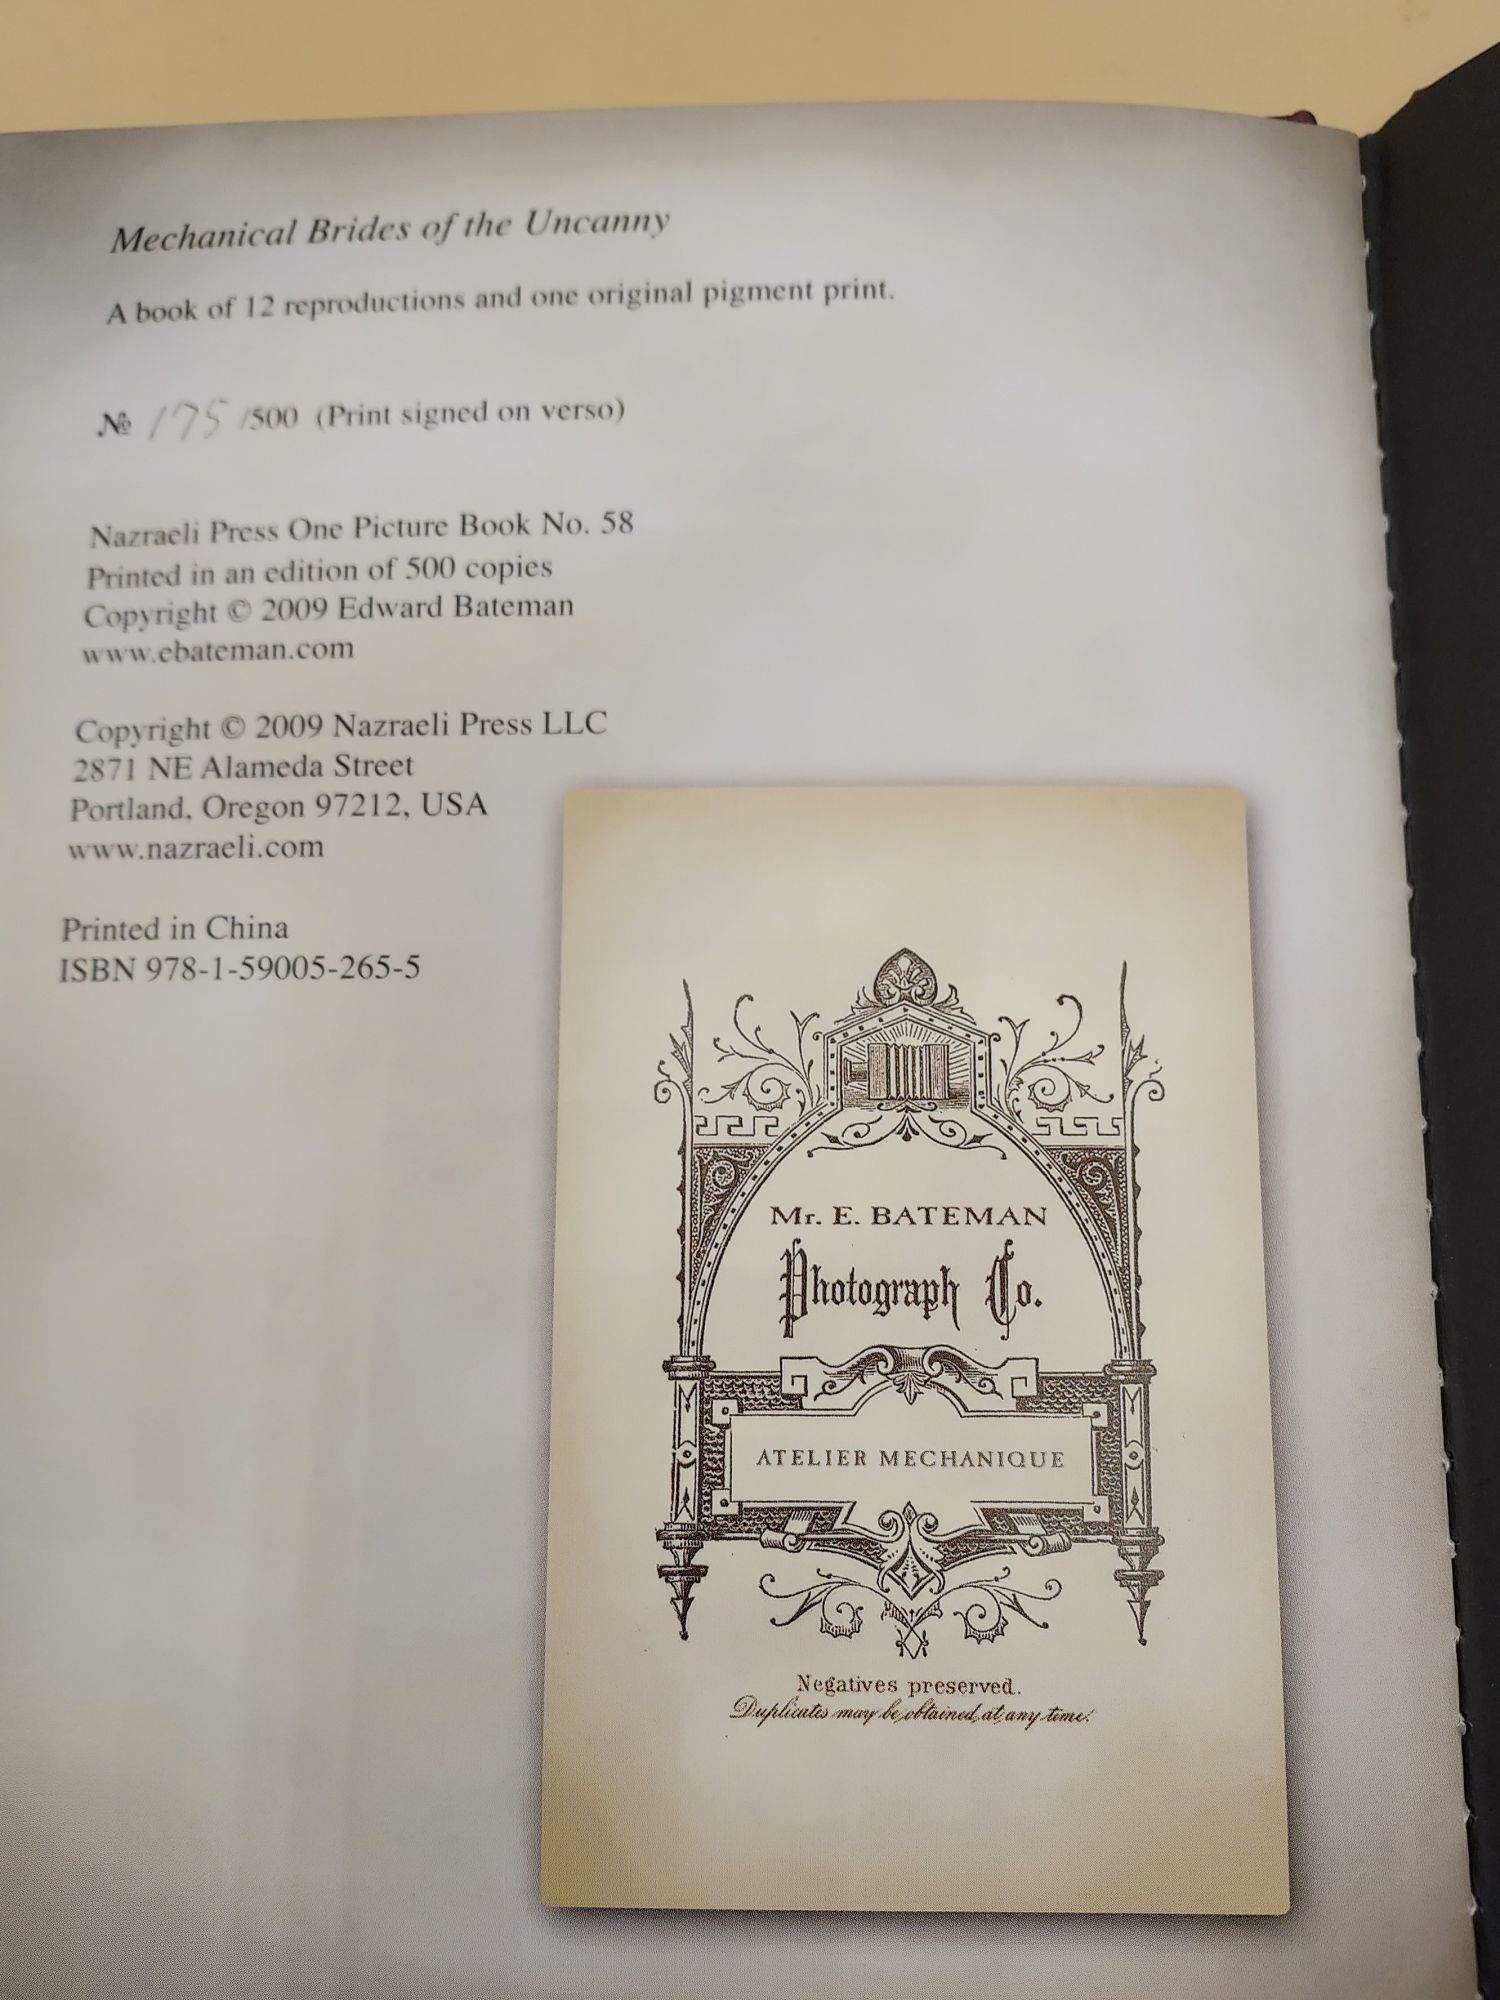 Mechanical Brides of the Uncanny
A book of 12 reproductions and one original pigment print.
№ 175 /500 (Print signed on verso)
Nazraeli Press One Picture Book No. 58
Printed in an edition of 500 copies
Copyright © 2009 Edward Bateman
www.ebateman.com
Copyright © 2009 Nazraeli Press LLC
2871 NE Alameda Street
Portland, Oregon 97212, USA
www.nazraeli.com
Printed in China
ISBN 978-1-59005-265-5
Mr. E. BATEMAN
Photograph Co.
ATELIER MECHANIQUE
Negatives preserved.
Duplicates may be obtained at any time.